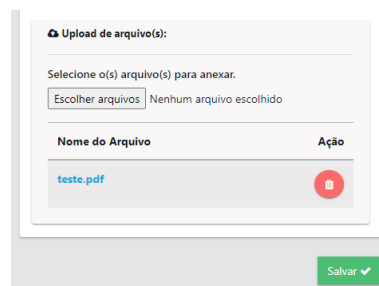 Upload de arquivo(s):
Selecione o(s) arquivo(s) para anexar.
Escolher arquivos Nenhum arquivo escolhido
Nome do Arquivo Ação
teste.pdf
Salvar